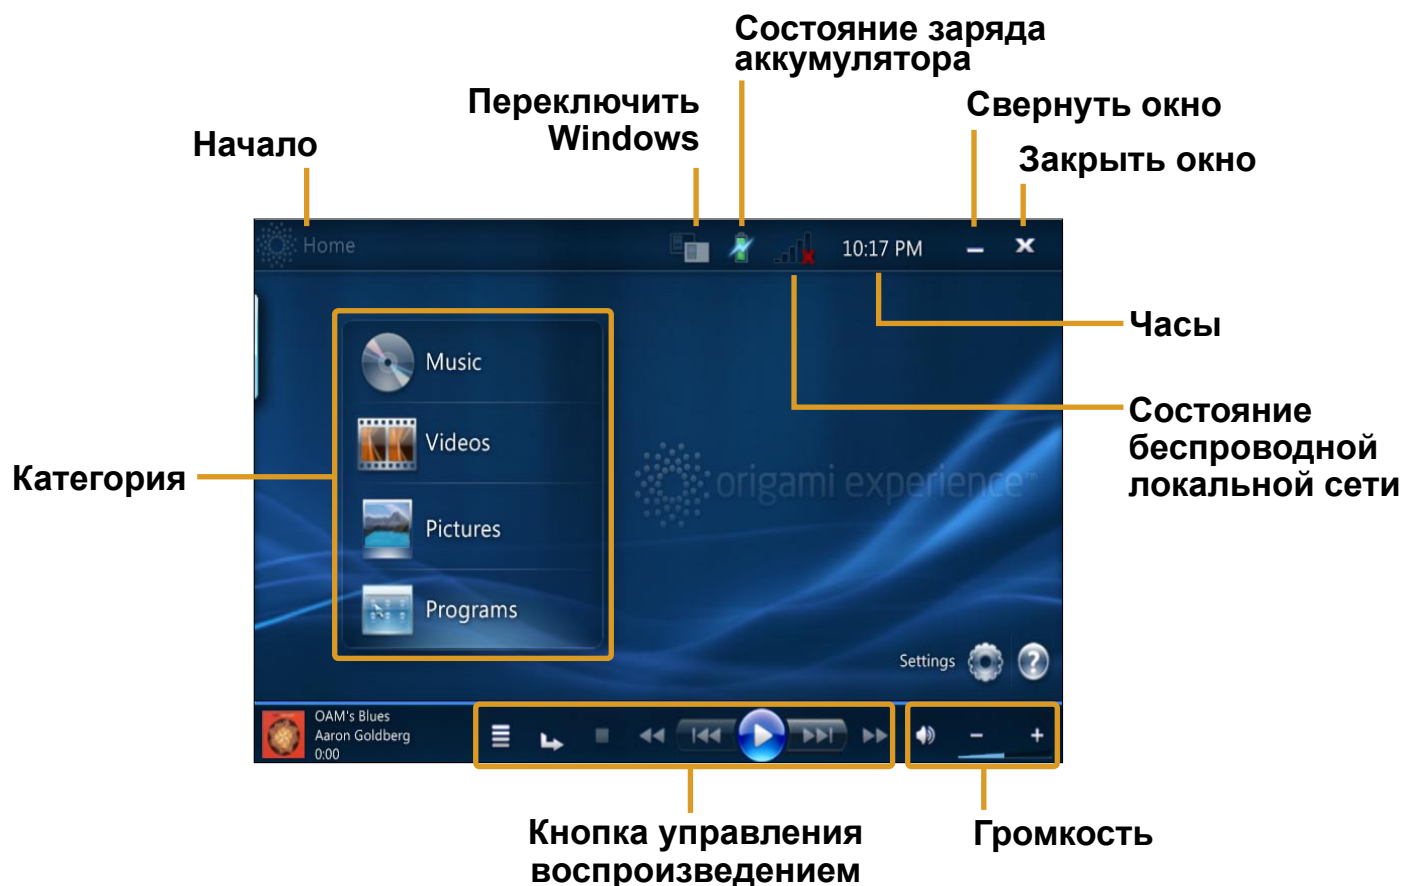 Состояние заряда
аккумулятора
Переключить
Windows
Свернуть окно
Начало
Закрыть окно
Home
10:17 PM
Часы
Music
Состояние
беспроводной
локальной сети
Videos
Категория
origami experience™
Pictures
Programs
Settings
?
OAM's Blues
Aaron Goldberg
0:00
Кнопка управления
воспроизведением
Громкость